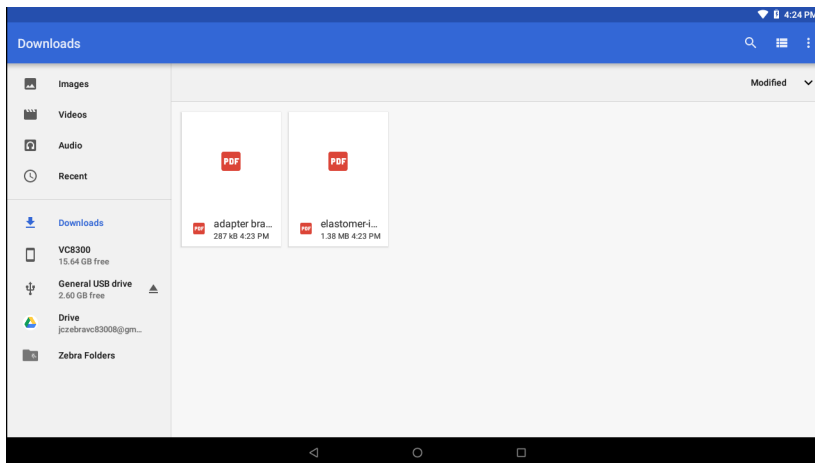 4:24 PM
Downloads
Images
Modified
Videos
Audio
PDF
PDF
Recent
Downloads
PDF
adapter bra...
287 kB 4:23 PM
PDF
elastomer-i...
1.38 MB 4:23 PM
VC8300
15.64 GB free
General USB drive
2.60 GB free
Drive
jczebravc83008@gm...
Zebra Folders